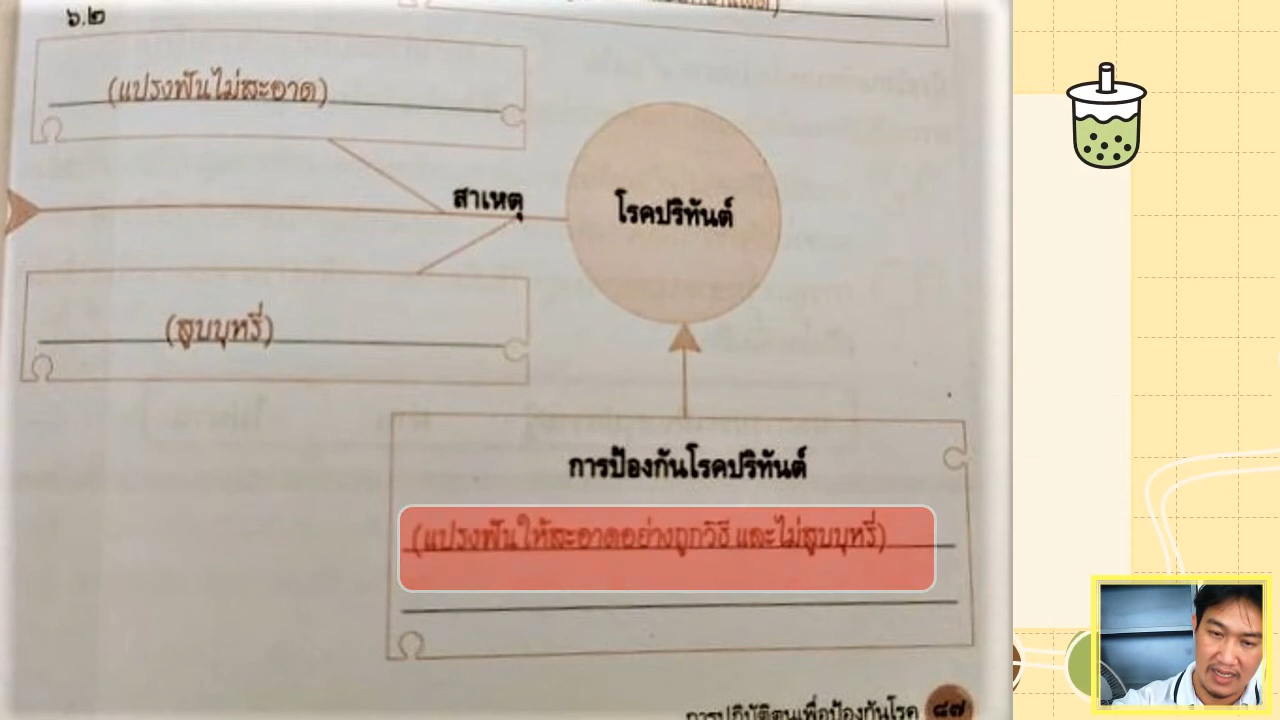 ๖.๒
(แปรงฟันไม่สะอาด)
สาเหตุ
โรคปริทันต์
(สูบบุหรี่)
การป้องกันโรคปริทันต์
(แปรงฟันให้สะอาดอย่างถูกวิธี และไม่สูบบุหรี่)
การปฏิบัติตนเพื่อป้องกันโรค ๘๗